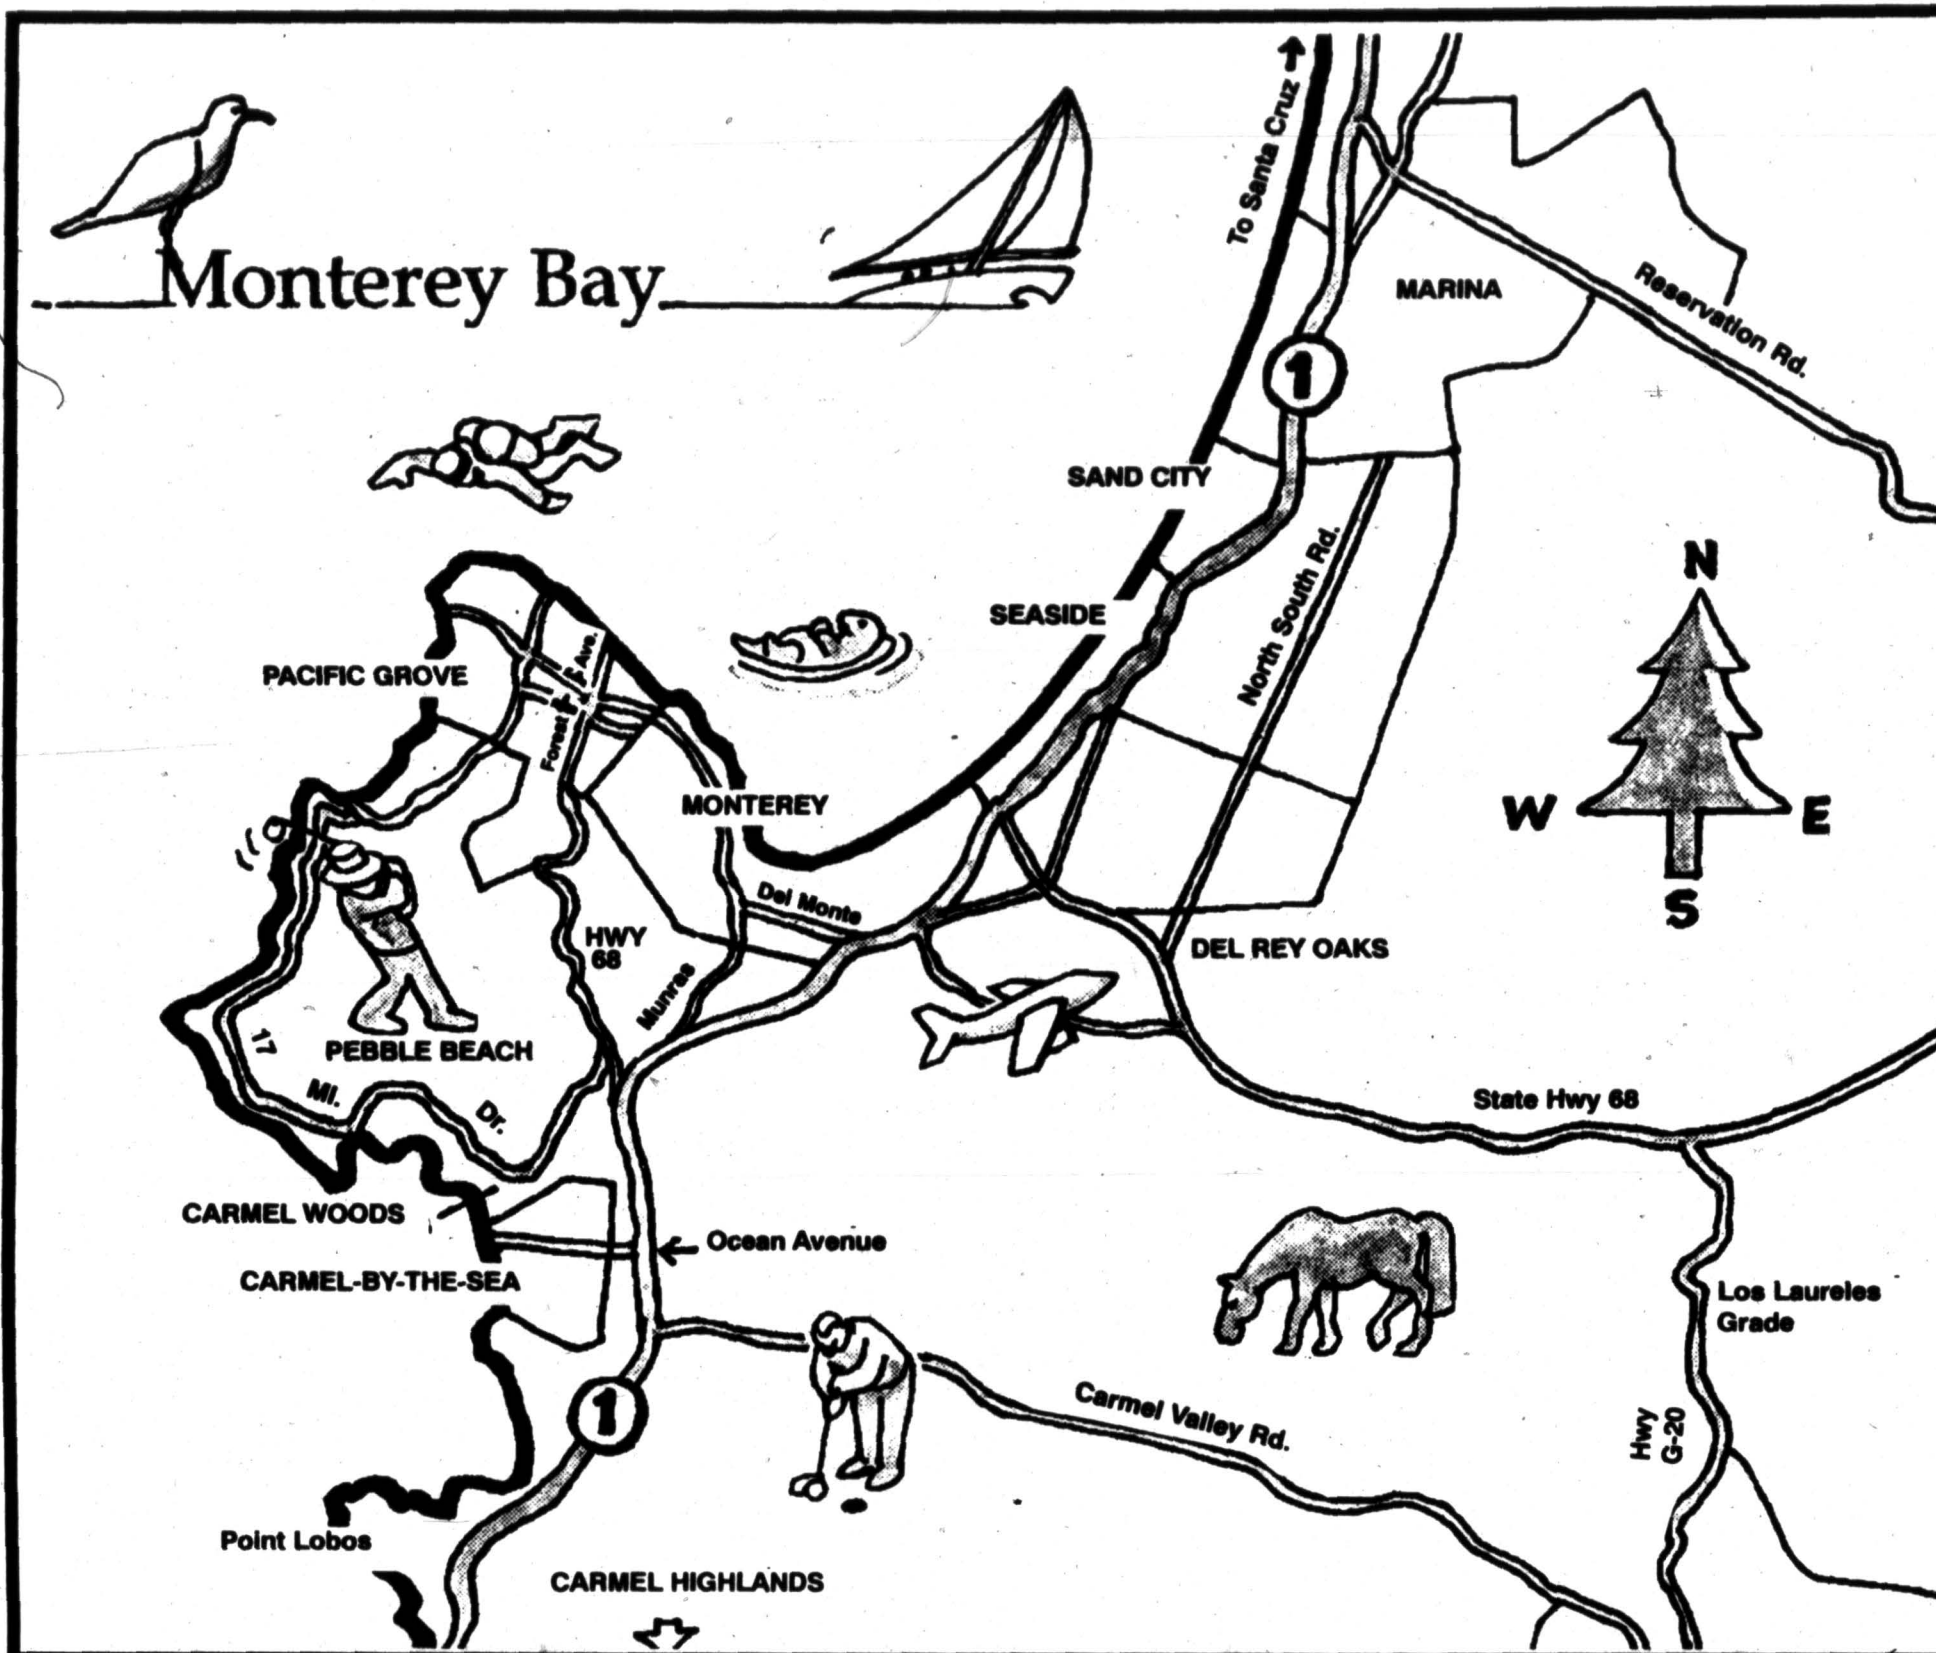 To Santa Cruz
Monterey Bay
MARINA
Reservation Rd.
1
SAND CITY
North South Rd.
N
SEASIDE
PACIFIC GROVE
Forest Ave.
W
E
S
MONTEREY
Del Monte
HWY
68
Munras
DEL REY OAKS
17
Mi.
Dr.
PEBBLE BEACH
State Hwy 68
CARMEL WOODS
Ocean Avenue
CARMEL-BY-THE-SEA
Los Laureles
Grade
1
Carmel Valley Rd.
Hwy
G-20
Point Lobos
CARMEL HIGHLANDS